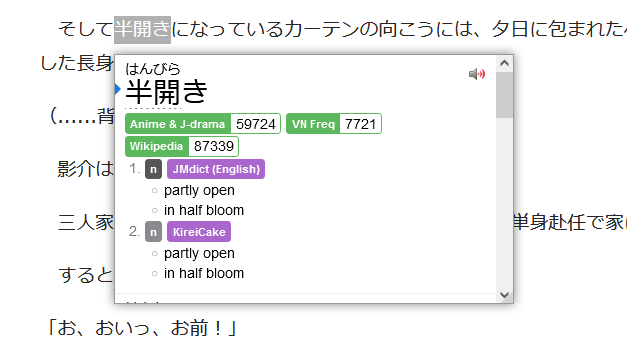 そして半開きになっているカーテンの向こうには、夕日に包まれた
した長身
はんびら
半開き
Anime & J-drama 59724 VN Freq 7721
Wikipedia 87339
（……背
1. n JMdict (English)
影介は
partly open
in half bloom
三人家 単身赴任で家
2. n KireiCake
partly open
in half bloom
すると
「お、おいっ、お前！」